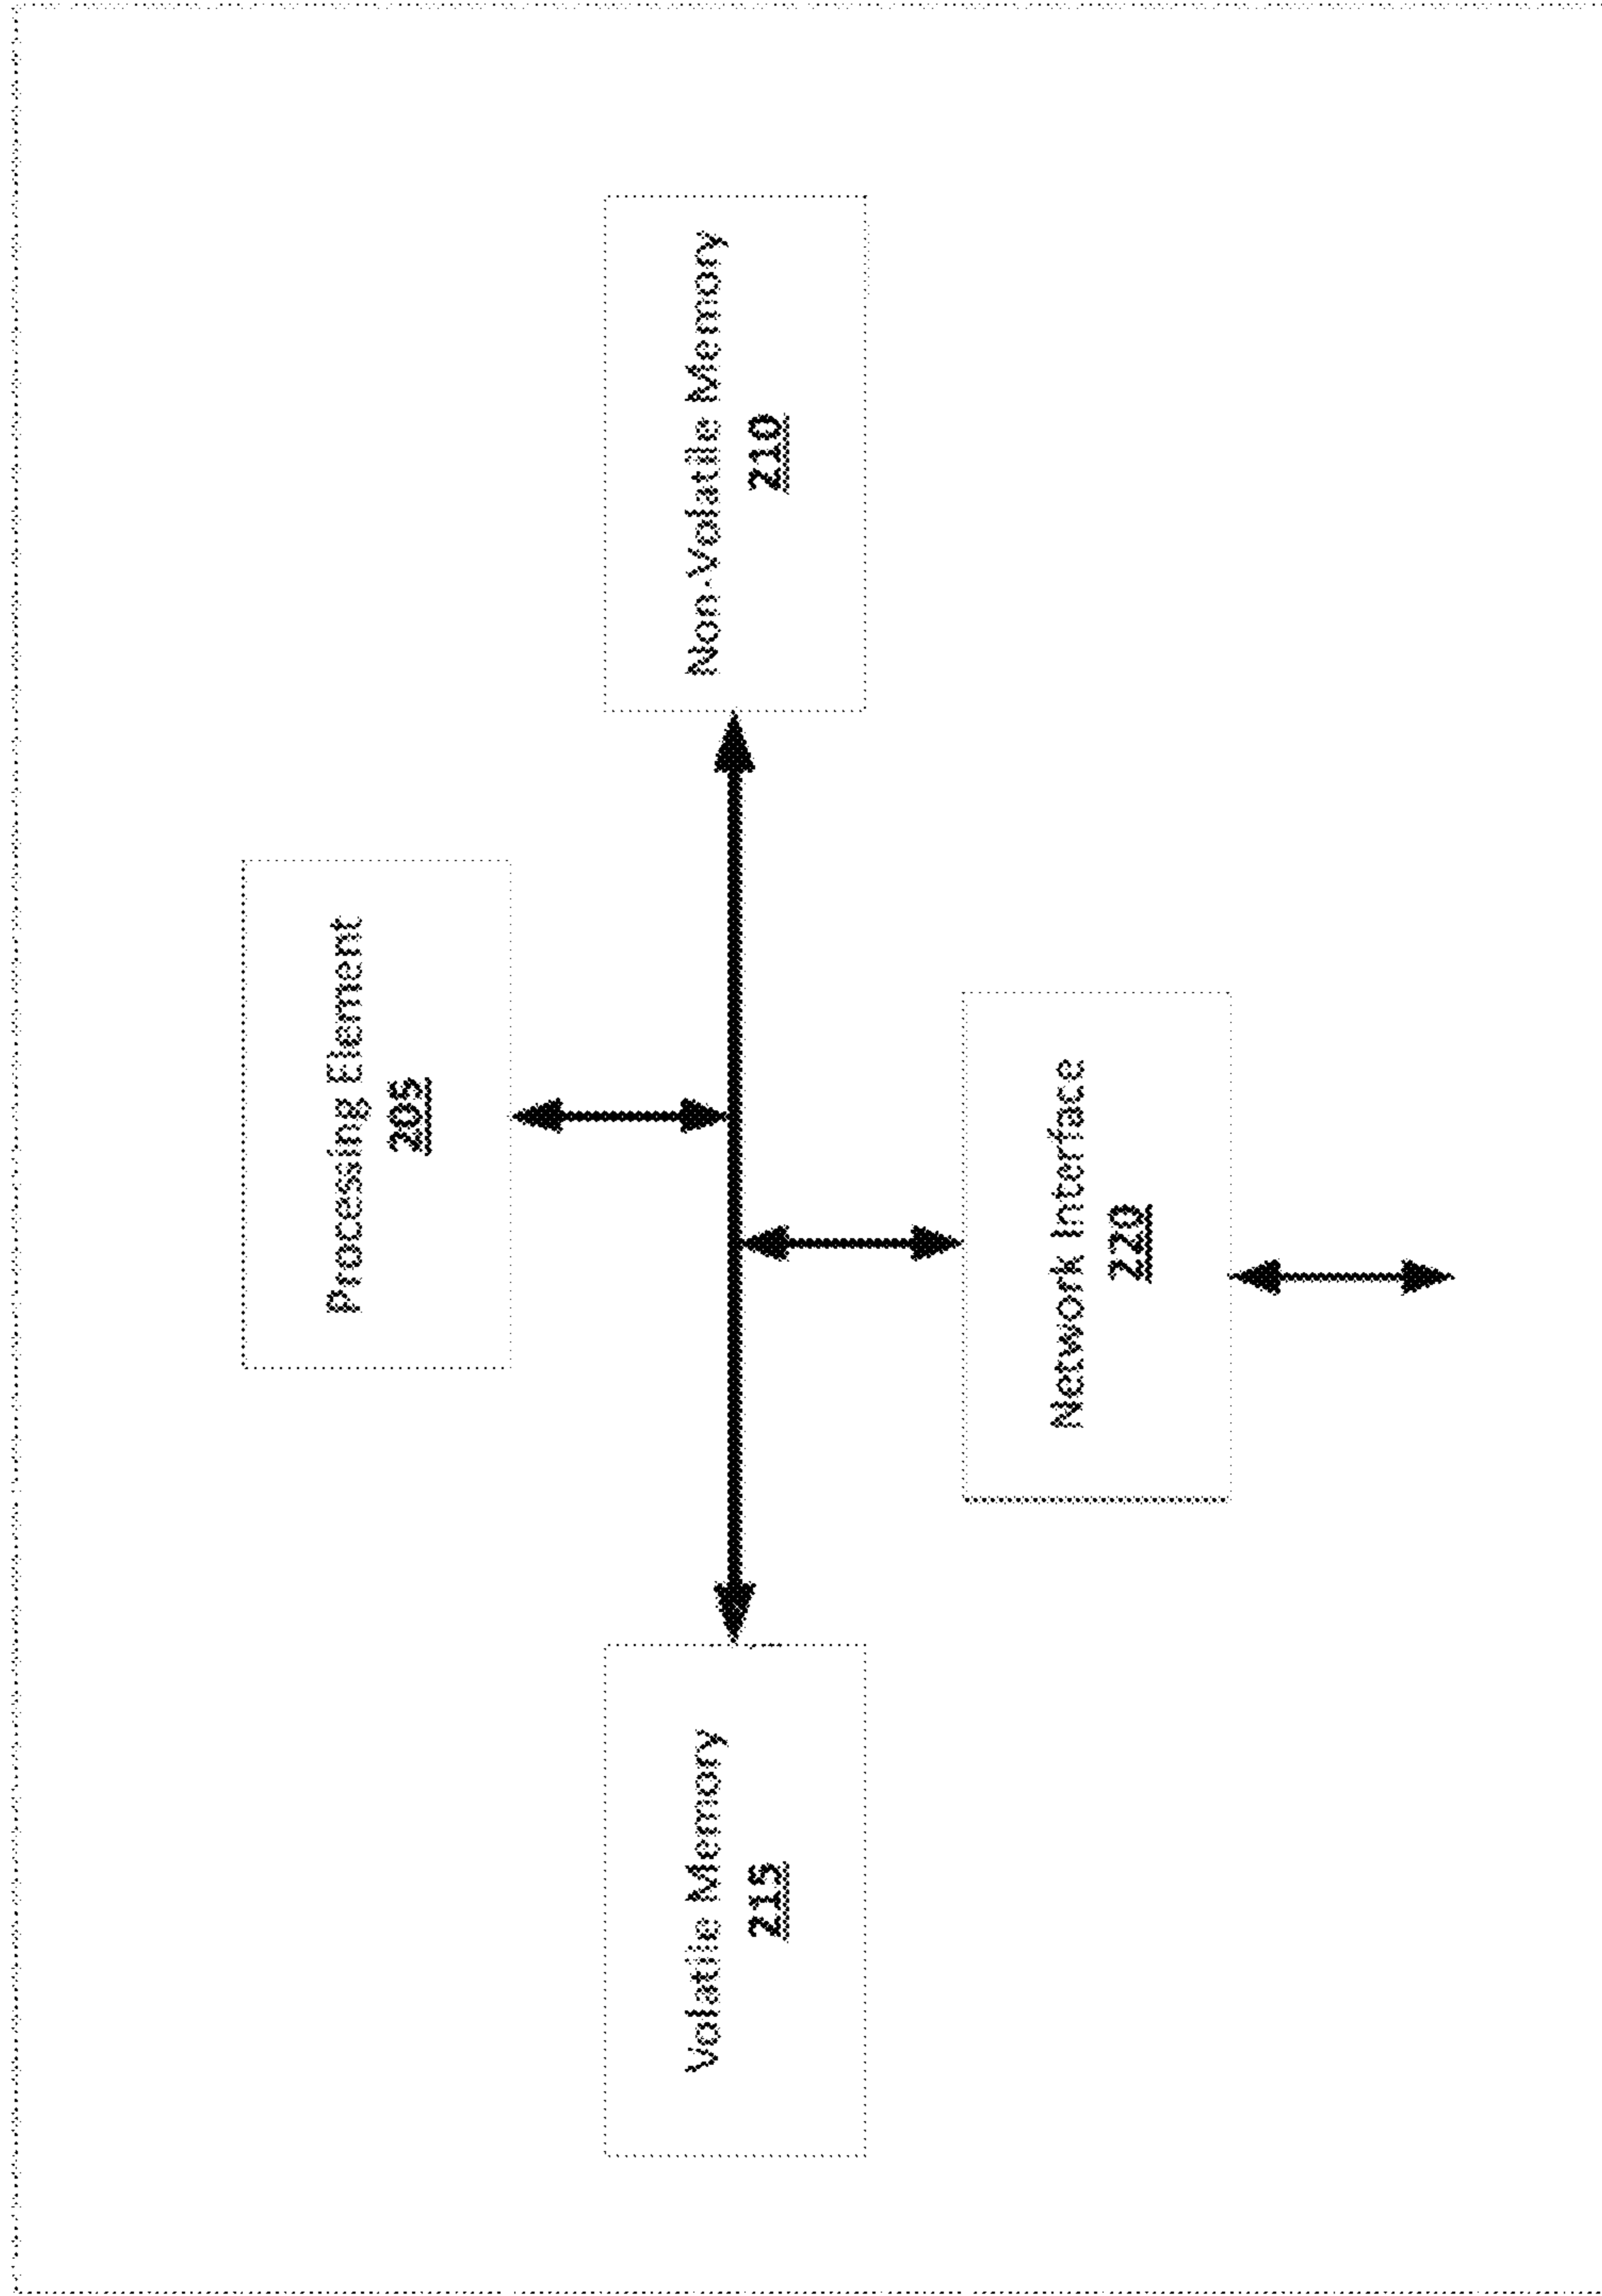 Processing Element
205
Volatile Memory
215
Non-Volatile Memory
210
Network Interface
220